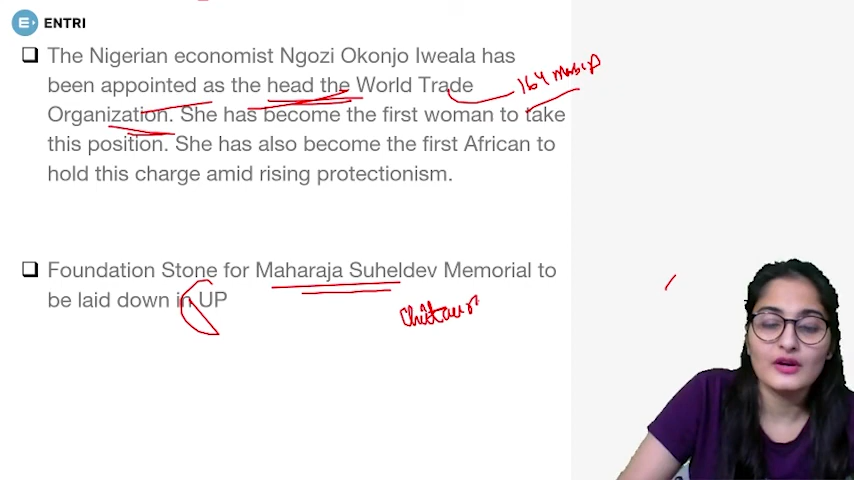 ENTRI
The Nigerian economist Ngozi Okonjo Iweala has
been appointed as the head the World Trade
164
Organization. She has become the first woman to take
this position. She has also become the first African to
hold this charge amid rising protectionism.
Foundation Stone for Maharaja Suheldev Memorial to
be laid down in UP
Chittaur